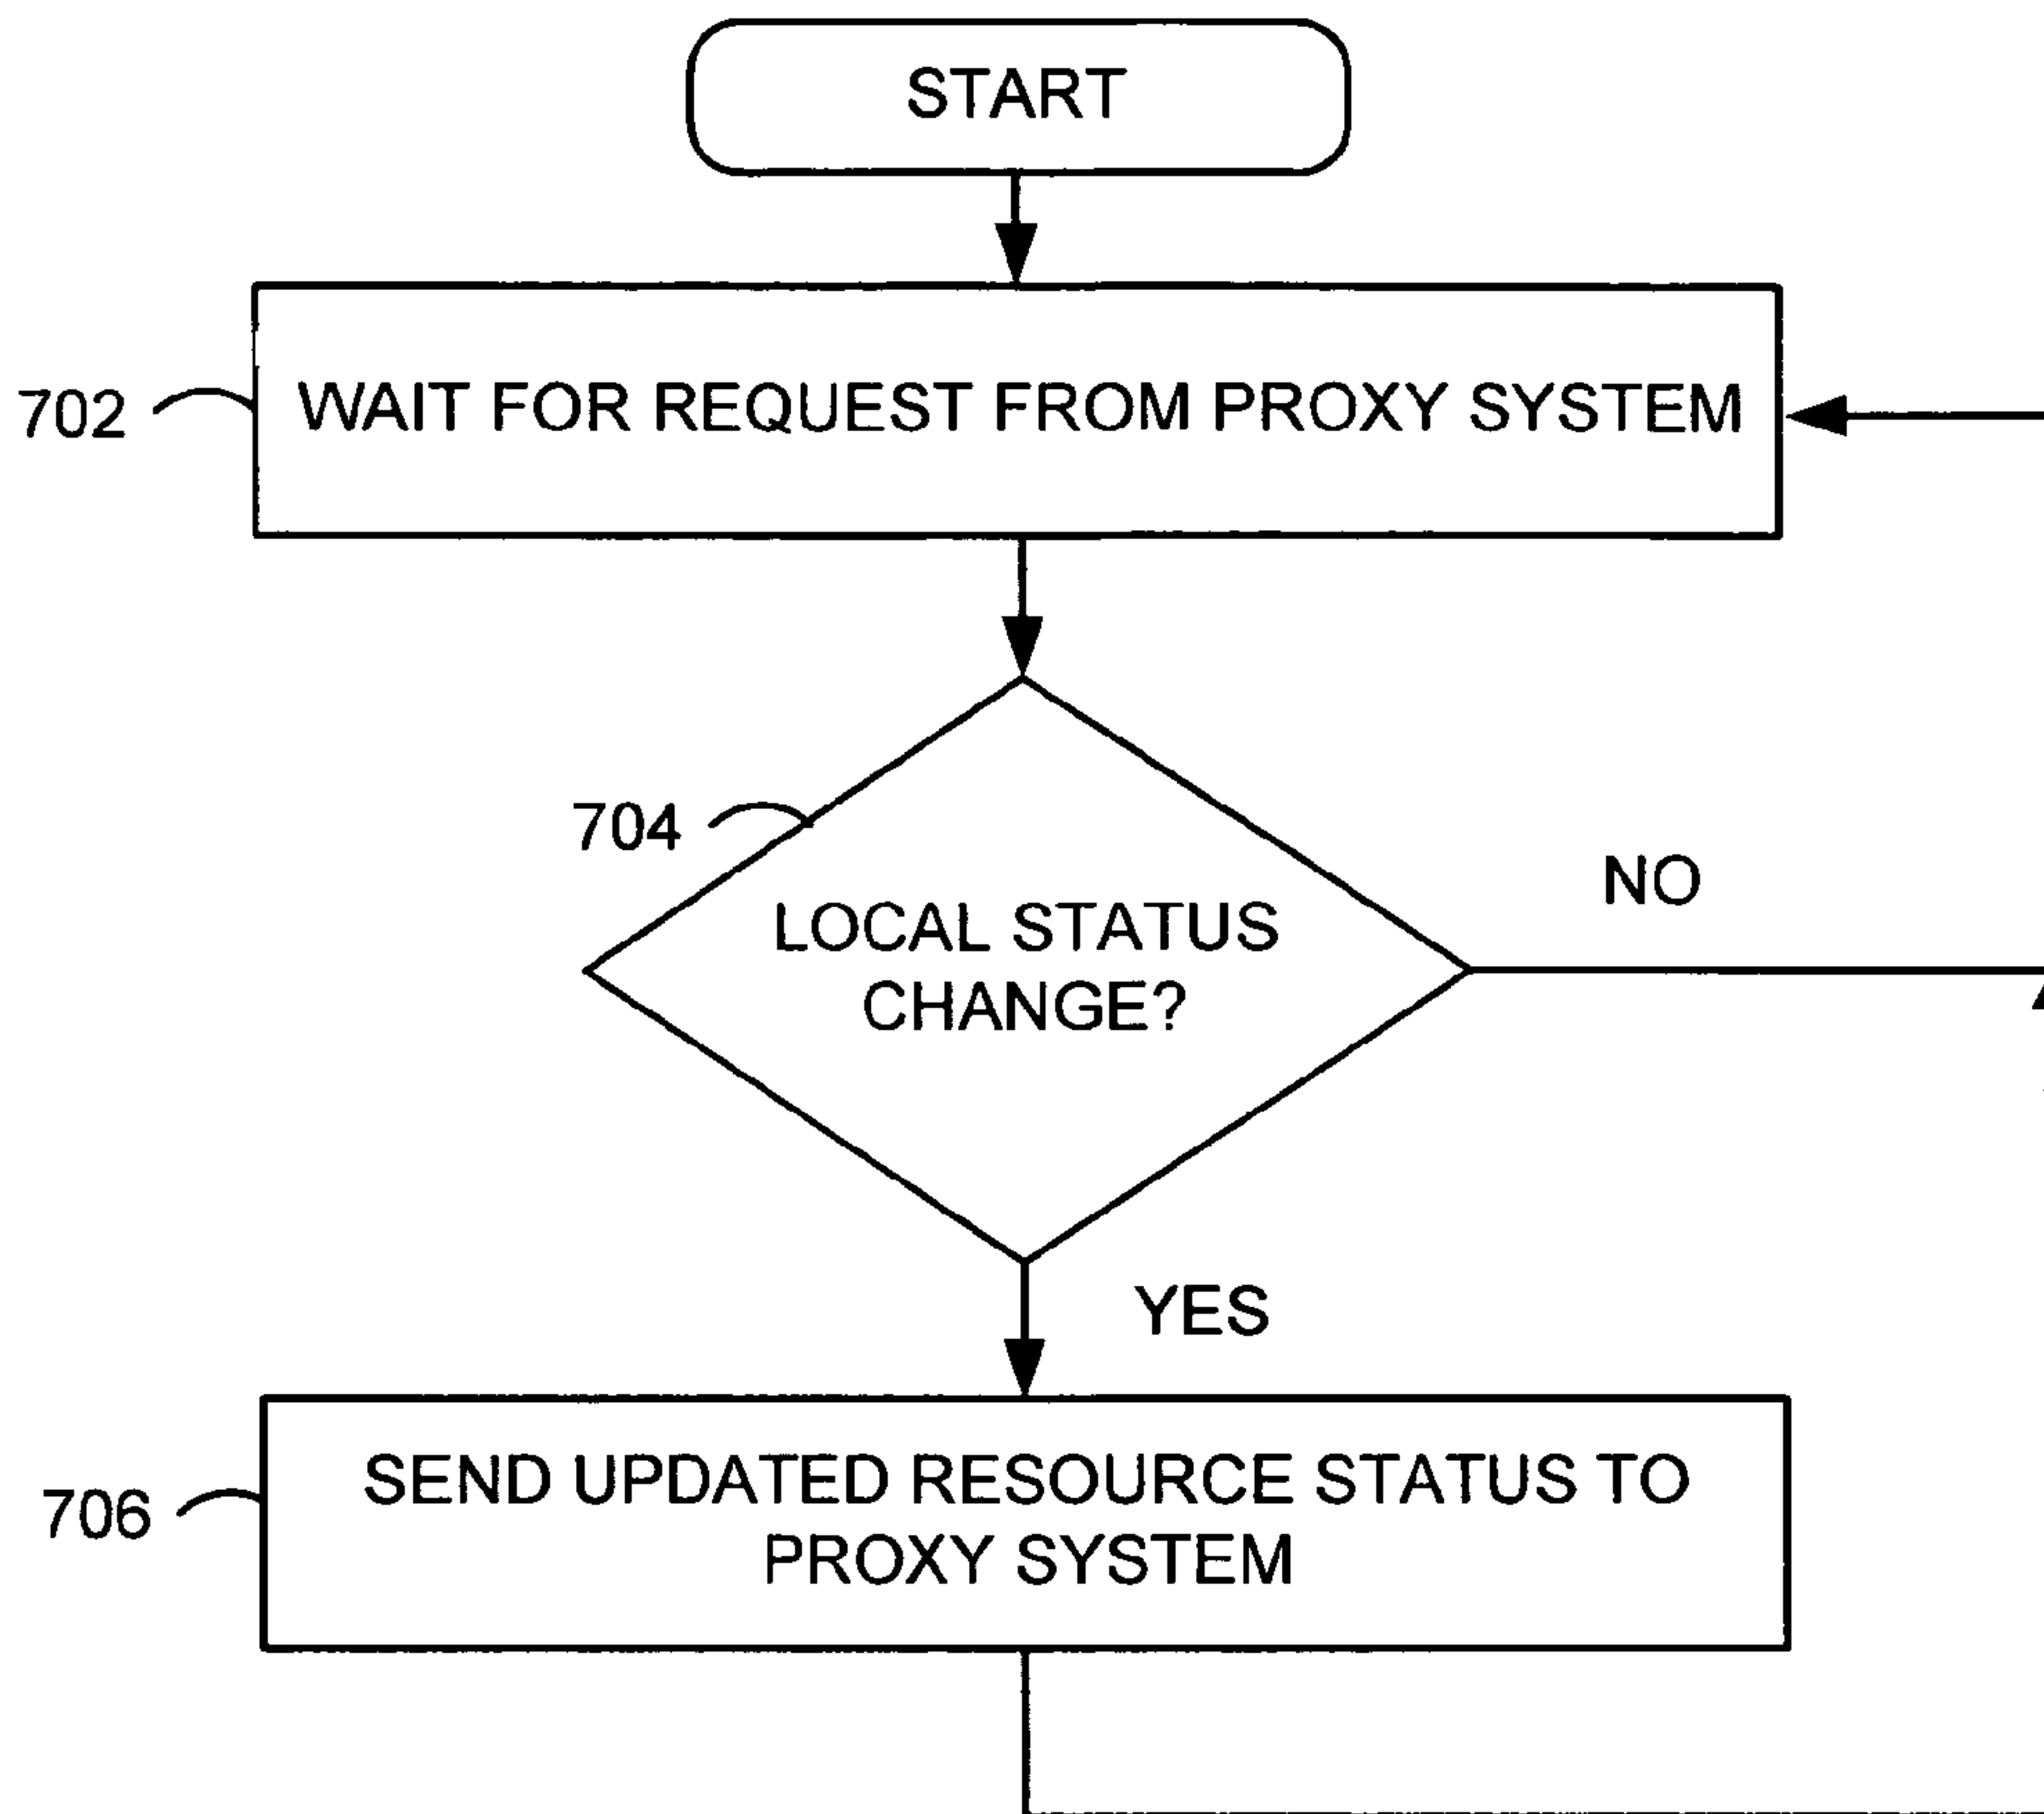 START
702
WAIT FOR REQUEST FROM PROXY SYSTEM
704
LOCAL STATUS
CHANGE?
NO
YES
706
SEND UPDATED RESOURCE STATUS TO
PROXY SYSTEM